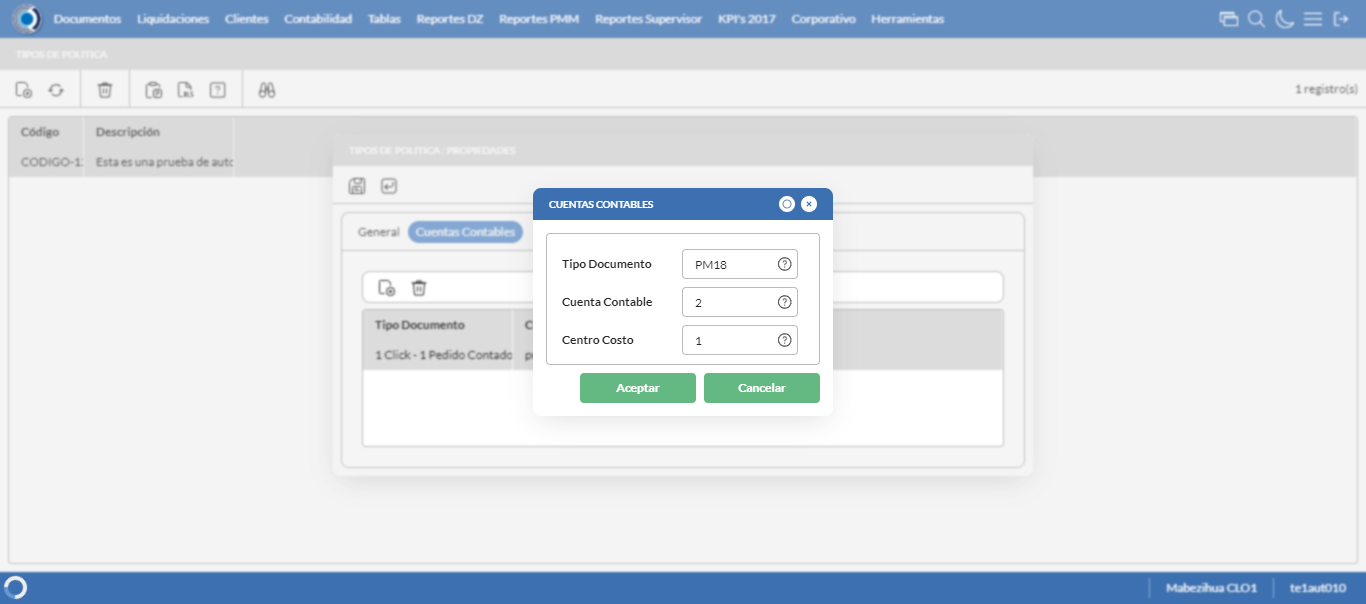 Documentos Liquidaciones Clientes Contabilidad Tablas Reportes DZ Reportes PMM Reportes Supervisor KPI's 2017 Corporativo Herramientas
TIPOS DE POLITICA
1 registro(s)
Código Descripción
CODIGO-1 Esta es una prueba de auto
TIPOS DE POLITICA : PROPIEDADES
General Cuentas Contables
Tipo Documento C
1 Click - 1 Pedido Contado p
CUENTAS CONTABLES
Tipo Documento PM18
Cuenta Contable 2
Centro Costo 1
Aceptar Cancelar
Mabezihua CLO1 te1aut010